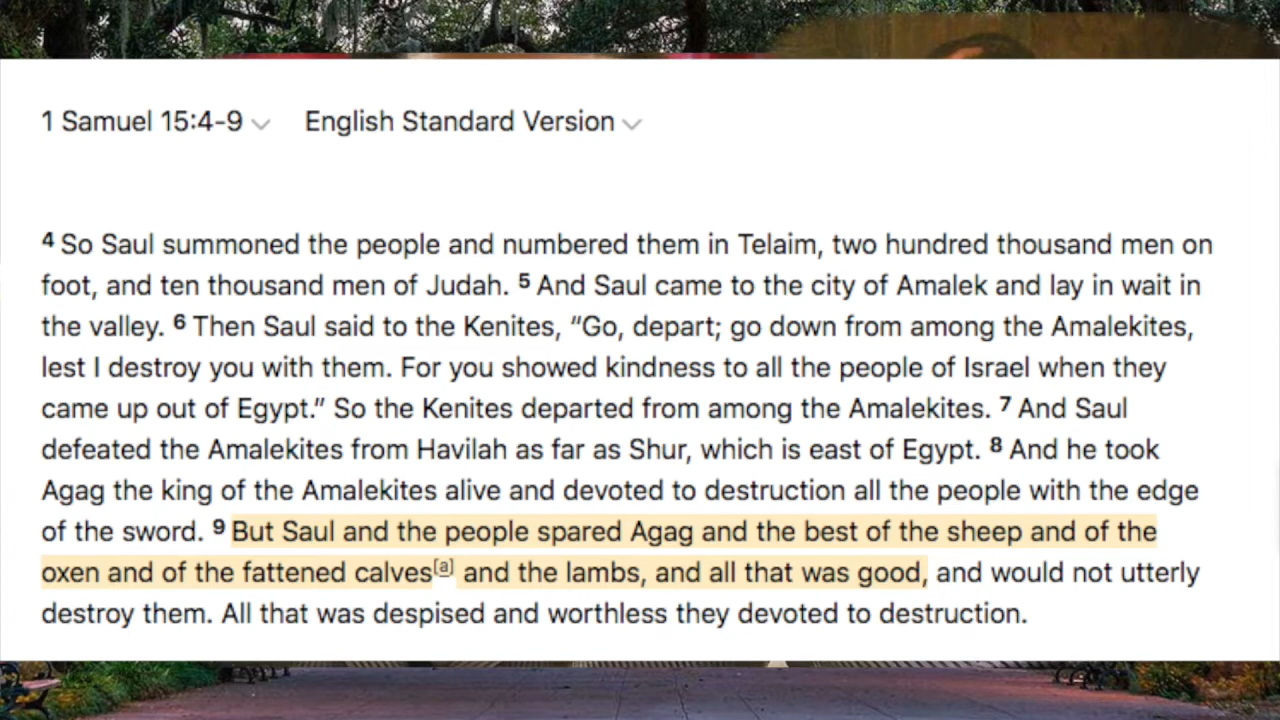 1 Samuel 15:4-9 English Standard Version
4 So Saul summoned the people and numbered them in Telaim, two hundred thousand men on
foot, and ten thousand men of Judah. 5 And Saul came to the city of Amalek and lay in wait in
the valley. 6 Then Saul said to the Kenites, “Go, depart; go down from among the Amalekites,
lest I destroy you with them. For you showed kindness to all the people of Israel when they
came up out of Egypt.” So the Kenites departed from among the Amalekites. 7 And Saul
defeated the Amalekites from Havilah as far as Shur, which is east of Egypt. 8 And he took
Agag the king of the Amalekites alive and devoted to destruction all the people with the edge
of the sword. 9 But Saul and the people spared Agag and the best of the sheep and of the
oxen and of the fattened calves[a] and the lambs, and all that was good, and would not utterly
destroy them. All that was despised and worthless they devoted to destruction.